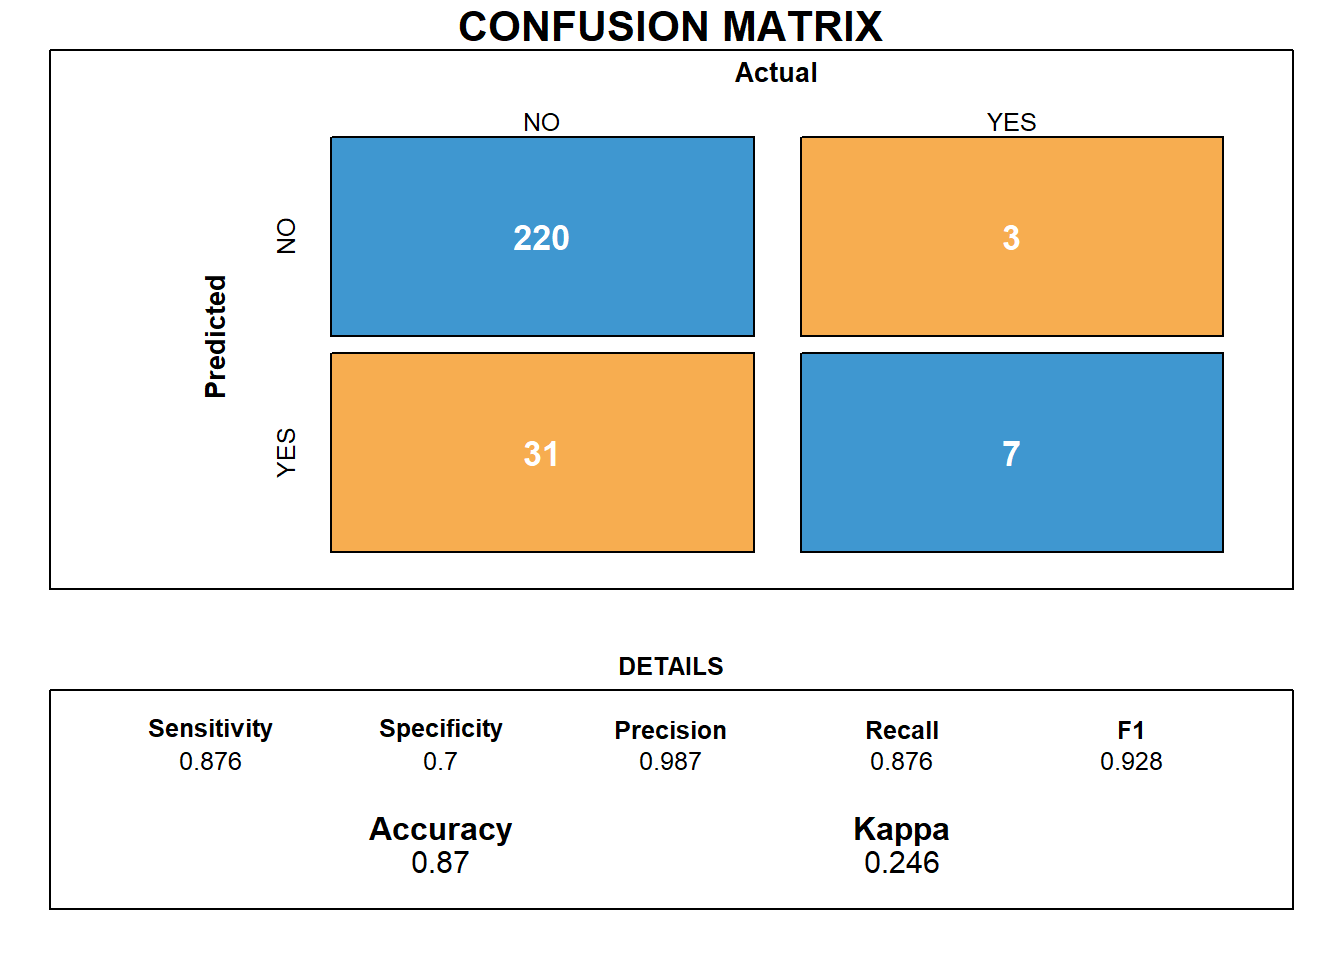 CONFUSION MATRIX
Actual
NO YES
NO 220 3
Predicted
YES 31 7
DETAILS
Sensitivity Specificity Precision Recall F1
0.876 0.7 0.987 0.876 0.928
Accuracy Kappa
0.87 0.246